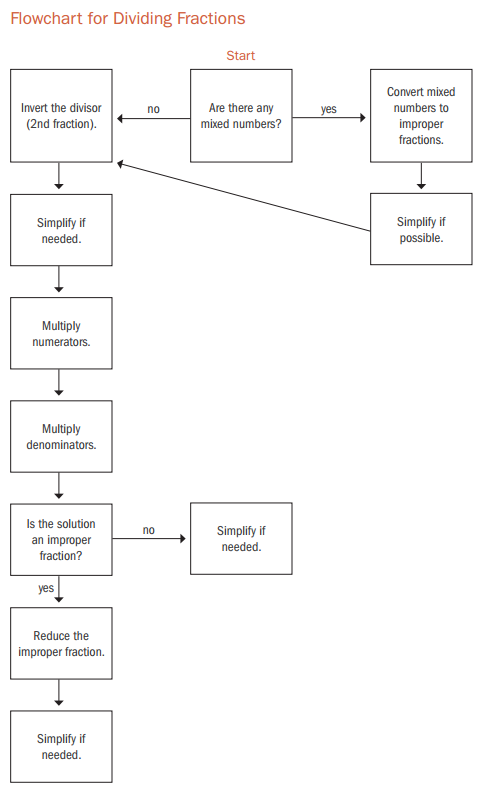 Flowchart for Dividing Fractions
Start
Are there any
mixed numbers?
no
yes
Invert the divisor
(2nd fraction).
Convert mixed
numbers to
improper
fractions.
Simplify if
needed.
Simplify if
possible.
Multiply
numerators.
Multiply
denominators.
Is the solution
an improper
fraction?
no
Simplify if
needed.
yes
Reduce the
improper fraction.
Simplify if
needed.